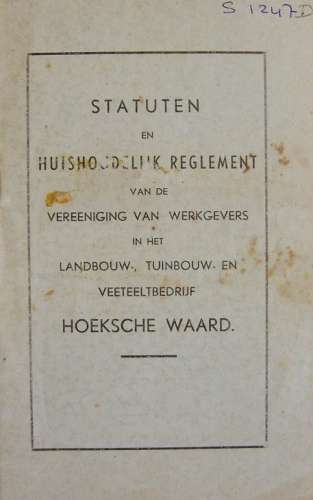 S 1247D
STATUTEN
EN
HUISHOUDELIJK REGLEMENT
VAN DE
VEREENIGING VAN WERKGEVERS
IN HET
LANDBOUW-, TUINBOUW- EN
VEETEELTBEDRIJF
HOEKSCHE WAARD.